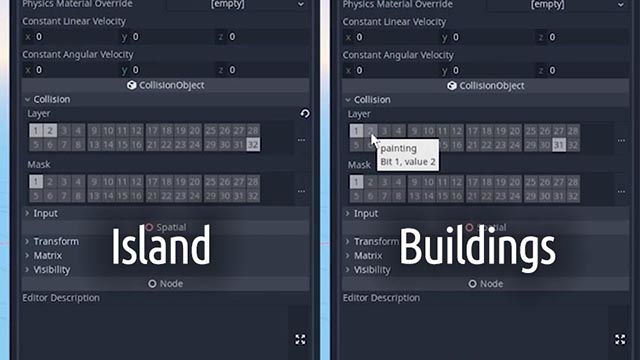 Physics Material Override [empty]
Constant Linear Velocity
x 0 y 0 z 0
Constant Angular Velocity
x 0 y 0 z 0
CollisionObject
Collision
Layer
1 2 3 4 9 10 11 12 17 18 19 20 25 26 27 28
5 6 7 8 13 14 15 16 21 22 23 24 29 30 31 32
Mask
1 2 3 4 9 10 11 12 17 18 19 20 25 26 27 28
5 6 7 8 13 14 15 16 21 22 23 24 29 30 31 32
Input
Spatial
Transform
Matrix
Visibility
Node
Editor Description
Island
Physics Material Override [empty]
Constant Linear Velocity
x 0 y 0 z 0
Constant Angular Velocity
x 0 y 0 z 0
CollisionObject
Collision
Layer
1 2 3 4 9 10 11 12 17 18 19 20 25 26 27 28
5 13 14 15 16 21 22 23 24 29 30 31 32
painting
Bit 1, value 2
Mask
1 2 3 4 9 10 11 12 17 18 19 20 25 26 27 28
5 6 7 8 13 14 15 16 21 22 23 24 29 30 31 32
Input
Spatial
Transform
Matrix
Visibility
Node
Editor Description
Buildings